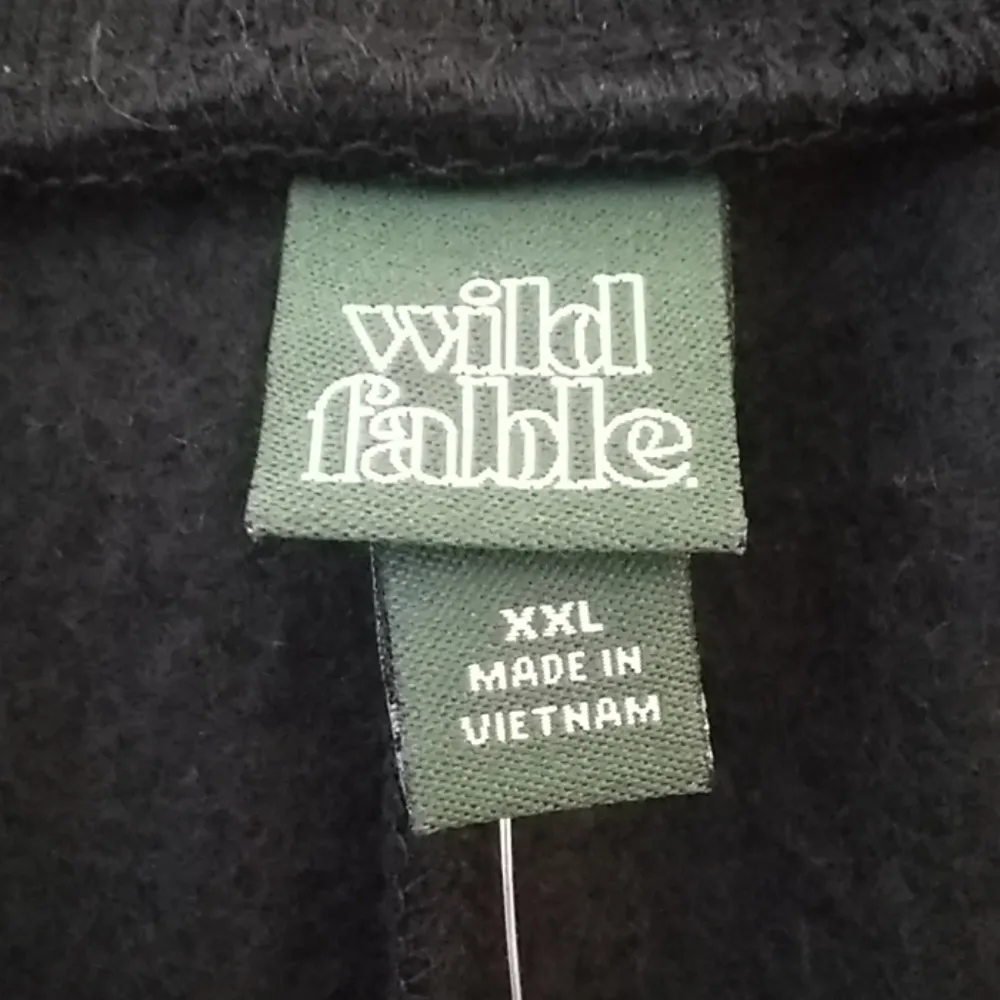 wild
fable.
XXL
MADE IN
VIETNAM